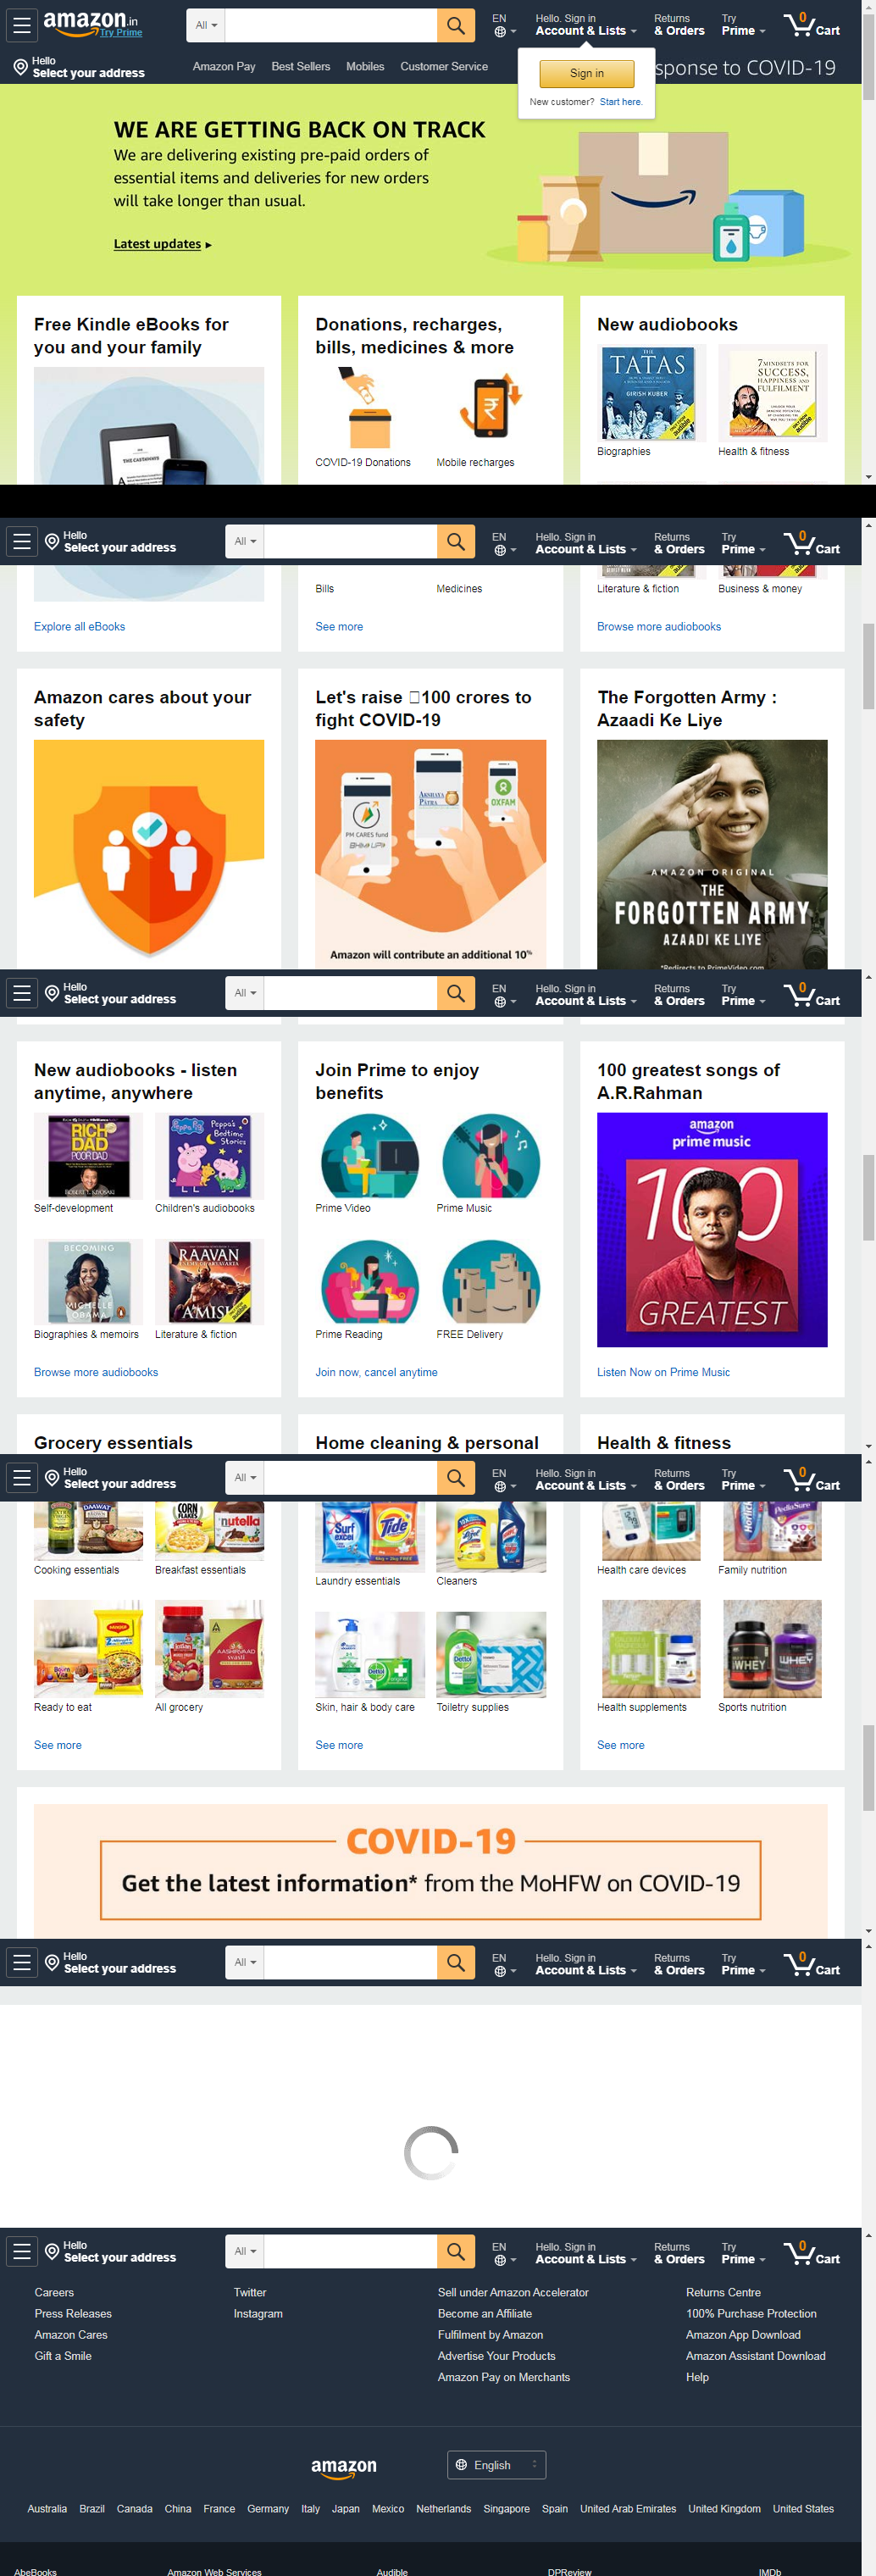 amazon.in
Try Prime
All
EN
Hello. Sign in
Account & Lists
Returns
& Orders
Try
Prime
0
Cart
Hello
Select your address
Amazon Pay
Best Sellers
Mobiles
Customer Service
sponse to COVID-19
Sign in
New customer? Start here.
WE ARE GETTING BACK ON TRACK
We are delivering existing pre-paid orders of
essential items and deliveries for new orders
will take longer than usual.
Latest updates
Free Kindle eBooks for
you and your family
Donations, recharges,
bills, medicines & more
New audiobooks
THE
TATAS
GIRISH KUBER
7 MINDSETS FOR
SUCCESS,
HAPPINESS AND
FULFILMENT
COVID-19 Donations
Mobile recharges
Biographies
Health & fitness
Hello
Select your address
All
EN
Hello. Sign in
Account & Lists
Returns
& Orders
Try
Prime
0
Cart
Bills
Medicines
Literature & fiction
Business & money
Explore all eBooks
See more
Browse more audiobooks
Amazon cares about your
safety
Let's raise 100 crores to
fight COVID-19
The Forgotten Army :
Azaadi Ke Liye
PM CARES fund
BHIM UPI
AKSHAYA
PATRA
OXFAM
Amazon will contribute an additional 10%
AMAZON ORIGINAL
THE
FORGOTTEN ARMY
AZAADI KE LIYE
*Redirects to PrimeVideo.com
Hello
Select your address
All
EN
Hello. Sign in
Account & Lists
Returns
& Orders
Try
Prime
0
Cart
New audiobooks - listen
anytime, anywhere
Join Prime to enjoy
benefits
100 greatest songs of
A.R.Rahman
RICH
DAD
POOR DAD
ROBERT T. KIYOSAKI
Peppa's
Bedtime
Stories
Self-development
Children's audiobooks
Prime Video
Prime Music
amazon
prime music
100
GREATEST
BECOMING
MICHELLE
OBAMA
RAAVAN
AMISH
Biographies & memoirs
Literature & fiction
Prime Reading
FREE Delivery
Browse more audiobooks
Join now, cancel anytime
Listen Now on Prime Music
Grocery essentials
Home cleaning & personal
Health & fitness
Hello
Select your address
All
EN
Hello. Sign in
Account & Lists
Returns
& Orders
Try
Prime
0
Cart
DAAWAT
CORN
FLAKES
nutella
Surf
excel
Tide
Horlicks
PediaSure
Cooking essentials
Breakfast essentials
Laundry essentials
Cleaners
Health care devices
Family nutrition
MAGGI
Kissan
AASHIRVAAD
svasti
Dettol
Dettol
WHEY
WHEY
Ready to eat
All grocery
Skin, hair & body care
Toiletry supplies
Health supplements
Sports nutrition
See more
See more
See more
COVID-19
Get the latest information* from the MoHFW on COVID-19
Hello
Select your address
All
EN
Hello. Sign in
Account & Lists
Returns
& Orders
Try
Prime
0
Cart
Hello
Select your address
All
EN
Hello. Sign in
Account & Lists
Returns
& Orders
Try
Prime
0
Cart
Careers
Twitter
Sell under Amazon Accelerator
Returns Centre
Press Releases
Instagram
Become an Affiliate
100% Purchase Protection
Amazon Cares
Fulfilment by Amazon
Amazon App Download
Gift a Smile
Advertise Your Products
Amazon Assistant Download
Amazon Pay on Merchants
Help
amazon
English
Australia Brazil Canada China France Germany Italy Japan Mexico Netherlands Singapore Spain United Arab Emirates United Kingdom United States
AbeBooks
Amazon Web Services
Audible
DPReview
IMDb